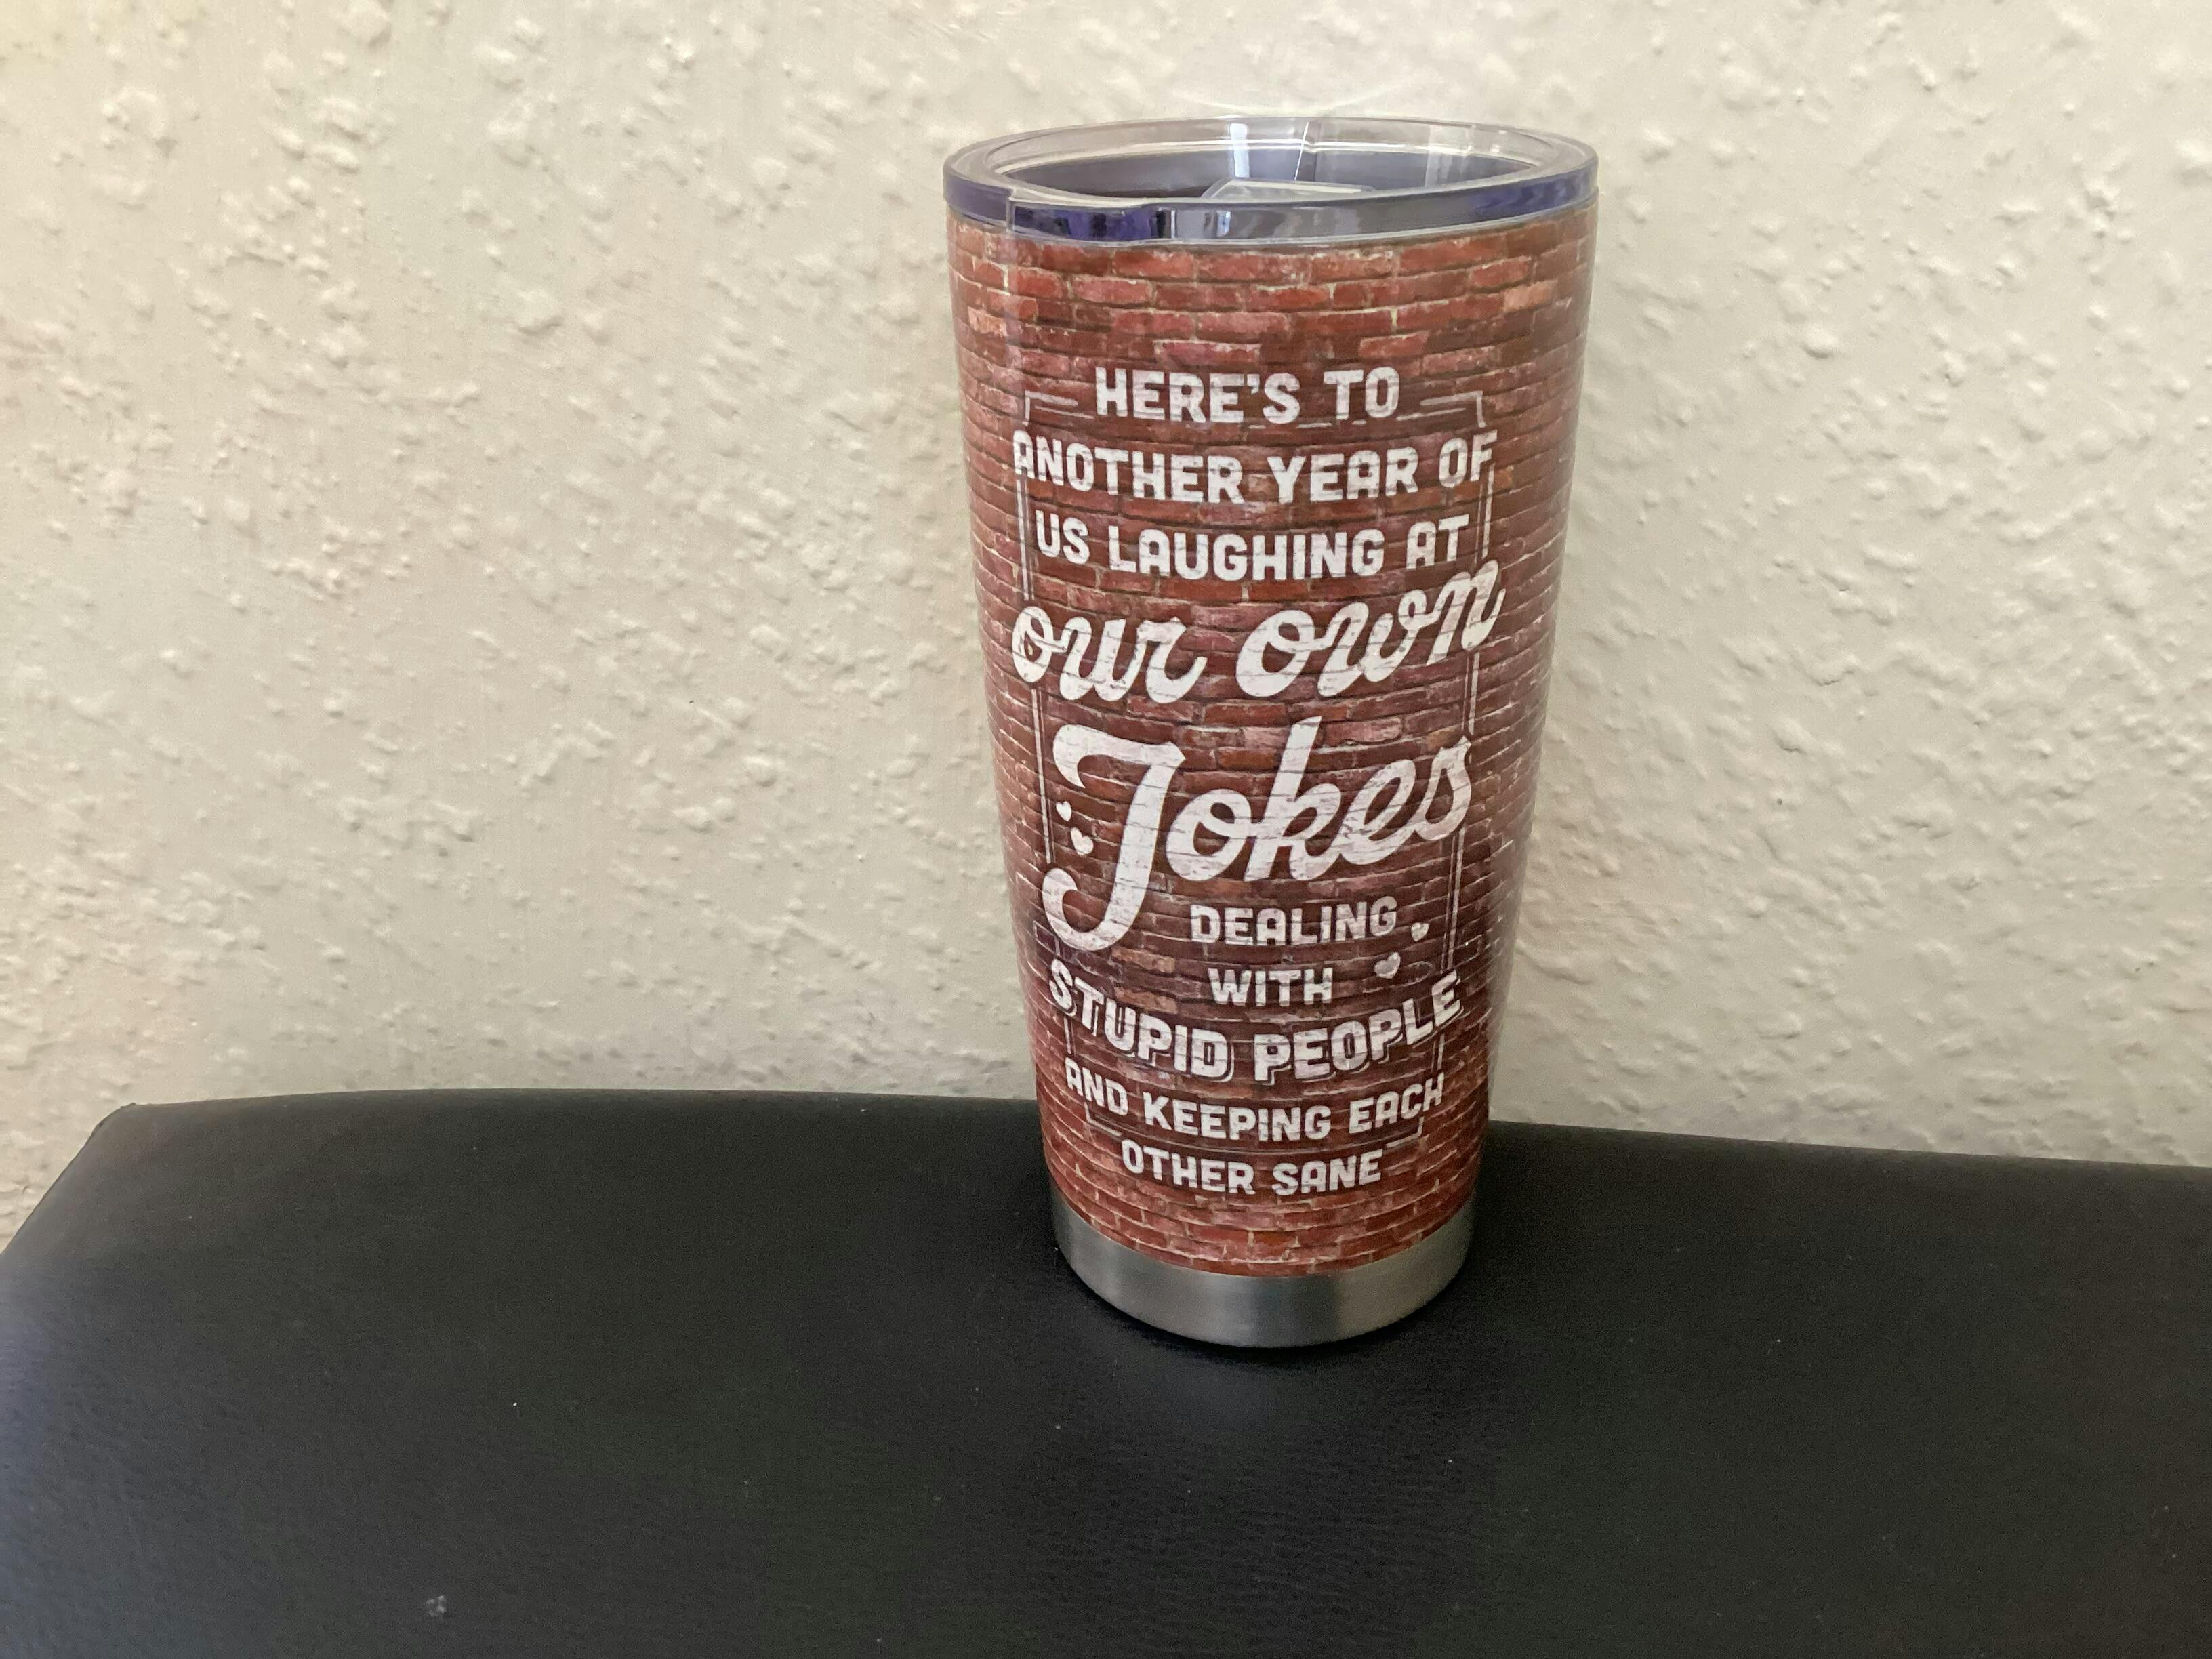 HERE'S TO
ANOTHER YEAR OF
US LAUGHING AT
our own
Jokes
DEALING
WITH
STUPID PEOPLE
AND KEEPING EACH
OTHER SANE